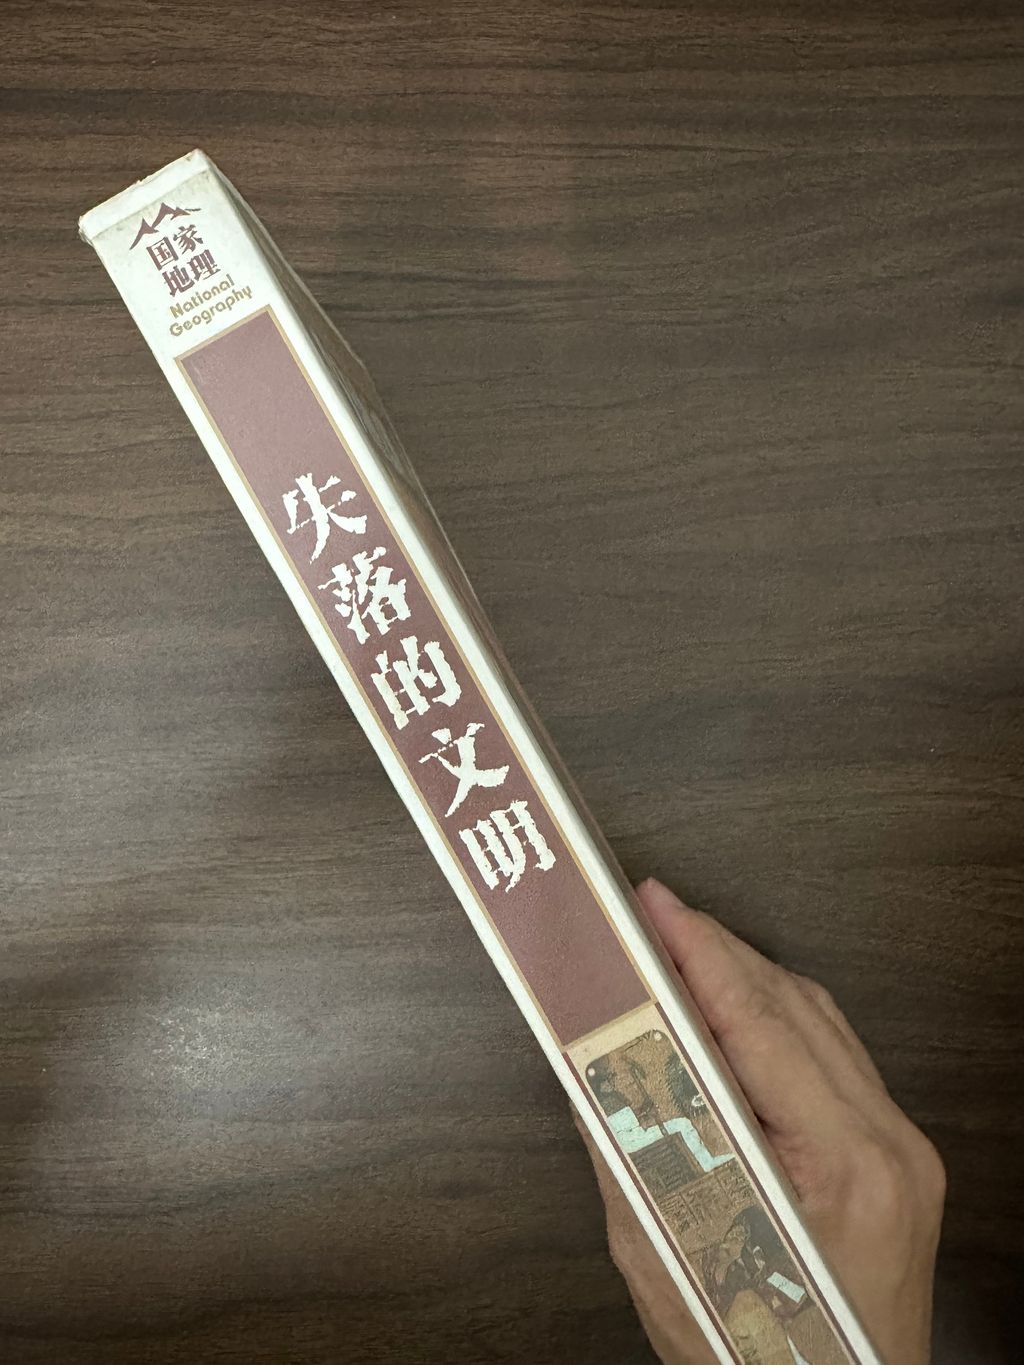 国家
地理
National
Geography
失落的文明